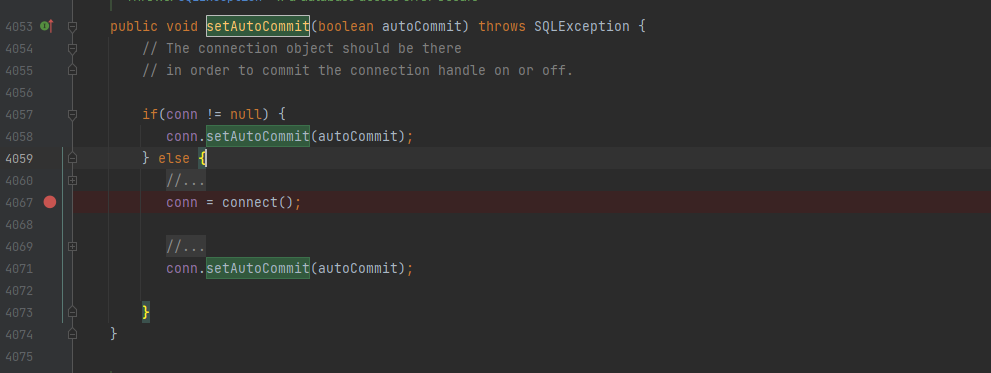 4053 public void setAutoCommit(boolean autoCommit) throws SQLException {
4054 // The connection object should be there
4055 // in order to commit the connection handle on or off.
4056
4057 if(conn != null) {
4058 conn.setAutoCommit(autoCommit);
4059 } else {
4060 //...
4067 conn = connect();
4068
4069 //...
4071 conn.setAutoCommit(autoCommit);
4072
4073 }
4074 }
4075